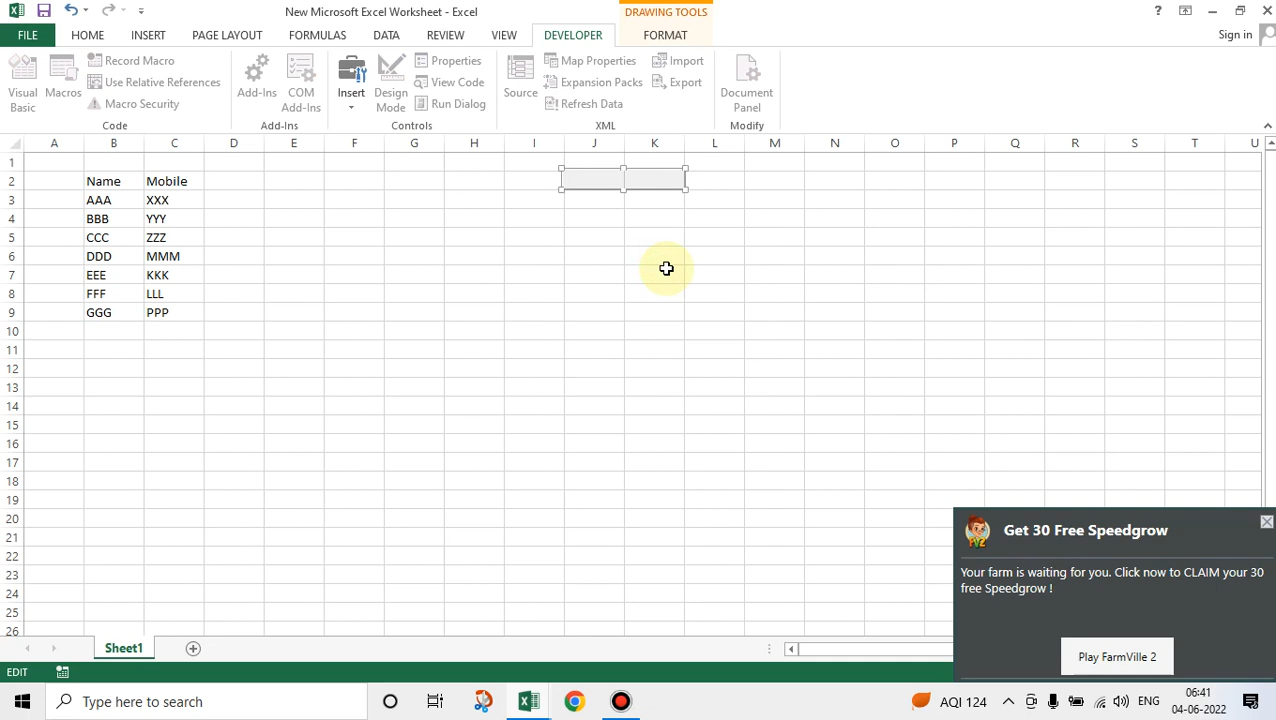 New Microsoft Excel Worksheet - Excel
DRAWING TOOLS
?
FILE HOME INSERT PAGE LAYOUT FORMULAS DATA REVIEW VIEW DEVELOPER FORMAT Sign in
Visual Basic
Macros
Record Macro
Use Relative References
Macro Security
Code
Add-Ins
COM Add-Ins
Add-Ins
Insert
Design Mode
Properties
View Code
Run Dialog
Controls
Source
Map Properties
Expansion Packs
Refresh Data
Import
Export
XML
Document Panel
Modify
A B C D E F G H I J K L M N O P Q R S T U
1
2 Name Mobile
3 AAA XXX
4 BBB YYY
5 CCC ZZZ
6 DDD MMM
7 EEE KKK
8 FFF LLL
9 GGG PPP
10
11
12
13
14
15
16
17
18
19
20
21
22
23
24
25
26
Get 30 Free Speedgrow
Your farm is waiting for you. Click now to CLAIM your 30
free Speedgrow !
Play FarmVille 2
Sheet1
EDIT
Type here to search
AQI 124
ENG
06:41
04-06-2022